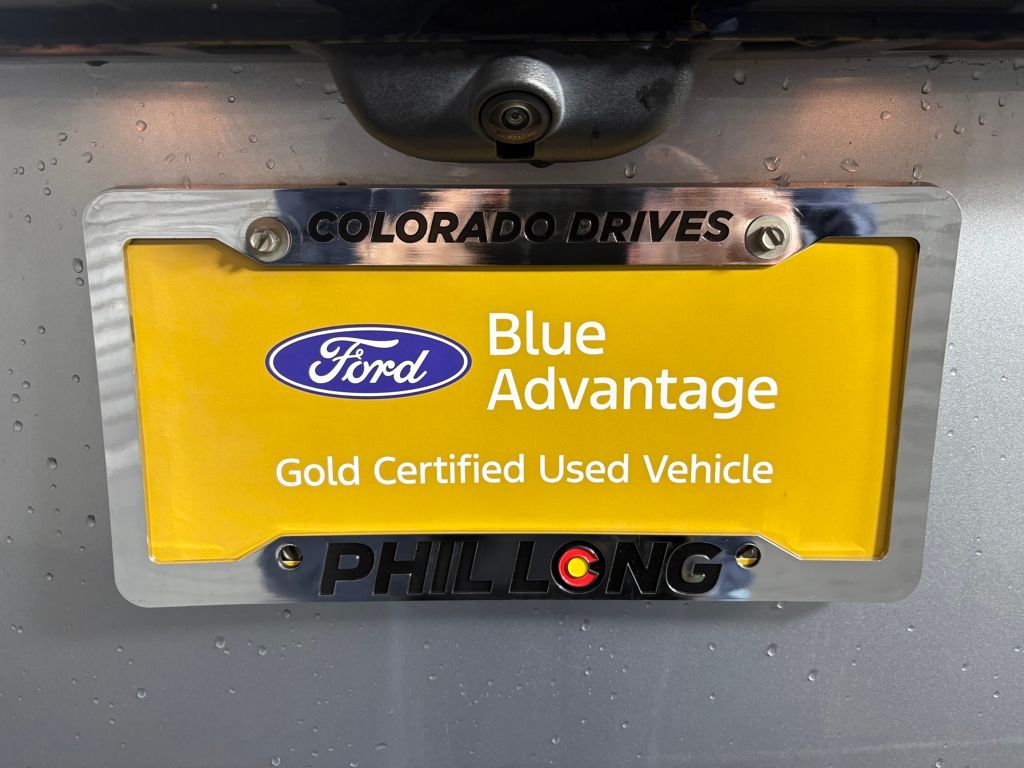 COLORADO DRIVES
Ford
Blue
Advantage
Gold Certified Used Vehicle
PHIL LONG